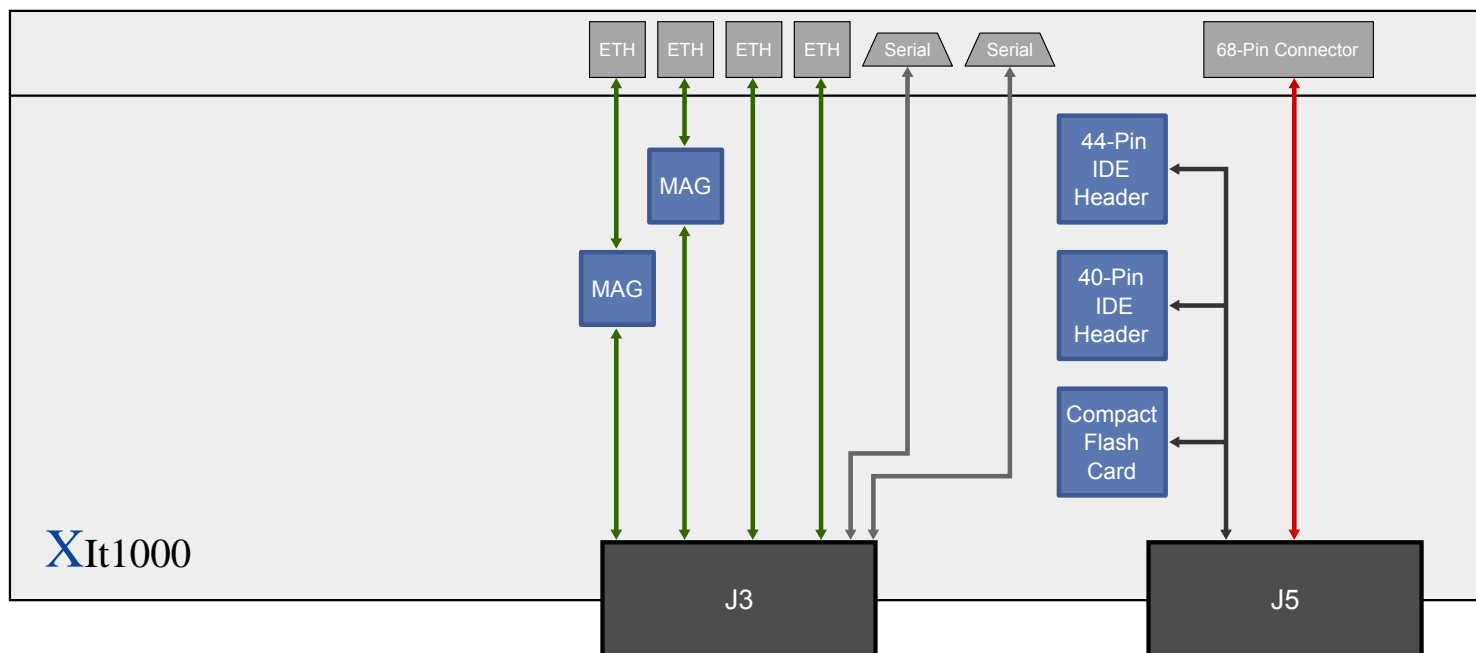 ETH
ETH
ETH
ETH
Serial
Serial
68-Pin Connector
44-Pin
IDE
Header
MAG
MAG
40-Pin
IDE
Header
Compact
Flash
Card
XIt1000
J3
J5